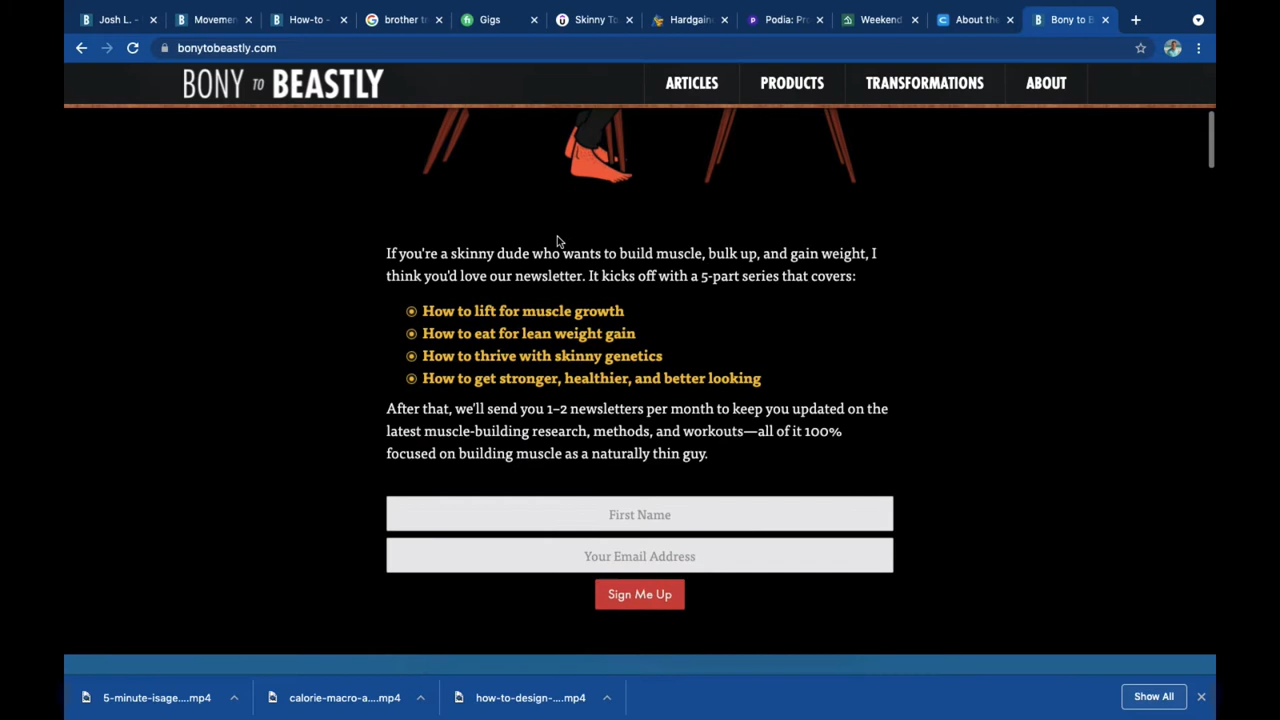 Josh L. -
Movemen
How-to -
brother to
Gigs
Skinny To
Hardgain
Podia: Pr
Weekend
About the
Bony to B
bonytobeastly.com
BONY TO BEASTLY
ARTICLES
PRODUCTS
TRANSFORMATIONS
ABOUT
If you're a skinny dude who wants to build muscle, bulk up, and gain weight, I
think you'd love our newsletter. It kicks off with a 5-part series that covers:
How to lift for muscle growth
How to eat for lean weight gain
How to thrive with skinny genetics
How to get stronger, healthier, and better looking
After that, we'll send you 1–2 newsletters per month to keep you updated on the
latest muscle-building research, methods, and workouts—all of it 100%
focused on building muscle as a naturally thin guy.
First Name
Your Email Address
Sign Me Up
5-minute-isage....mp4
calorie-macro-a....mp4
how-to-design-....mp4
Show All